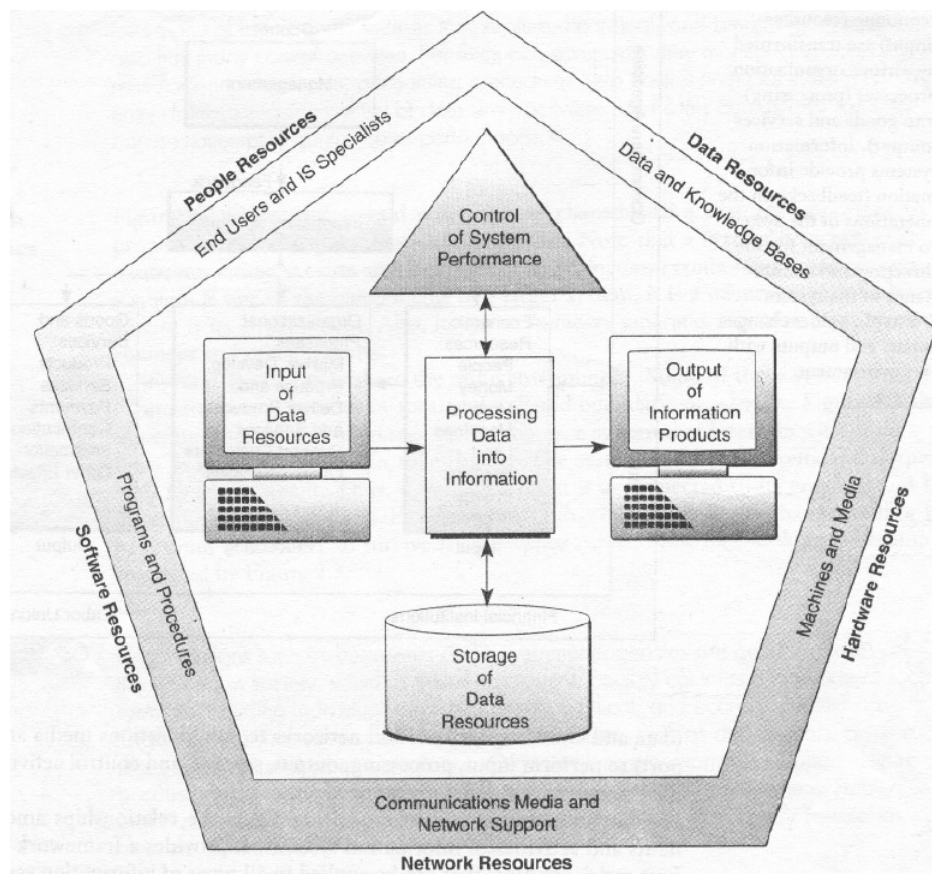 People Resources
End Users and IS Specialists
Data Resources
Data and Knowledge Bases
Control
of System
Performance
Input
of
Data
Resources
Processing
Data
into
Information
Output
of
Information
Products
Storage
of
Data
Resources
Software Resources
Programs and Procedures
Machines and Media
Hardware Resources
Communications Media and
Network Support
Network Resources